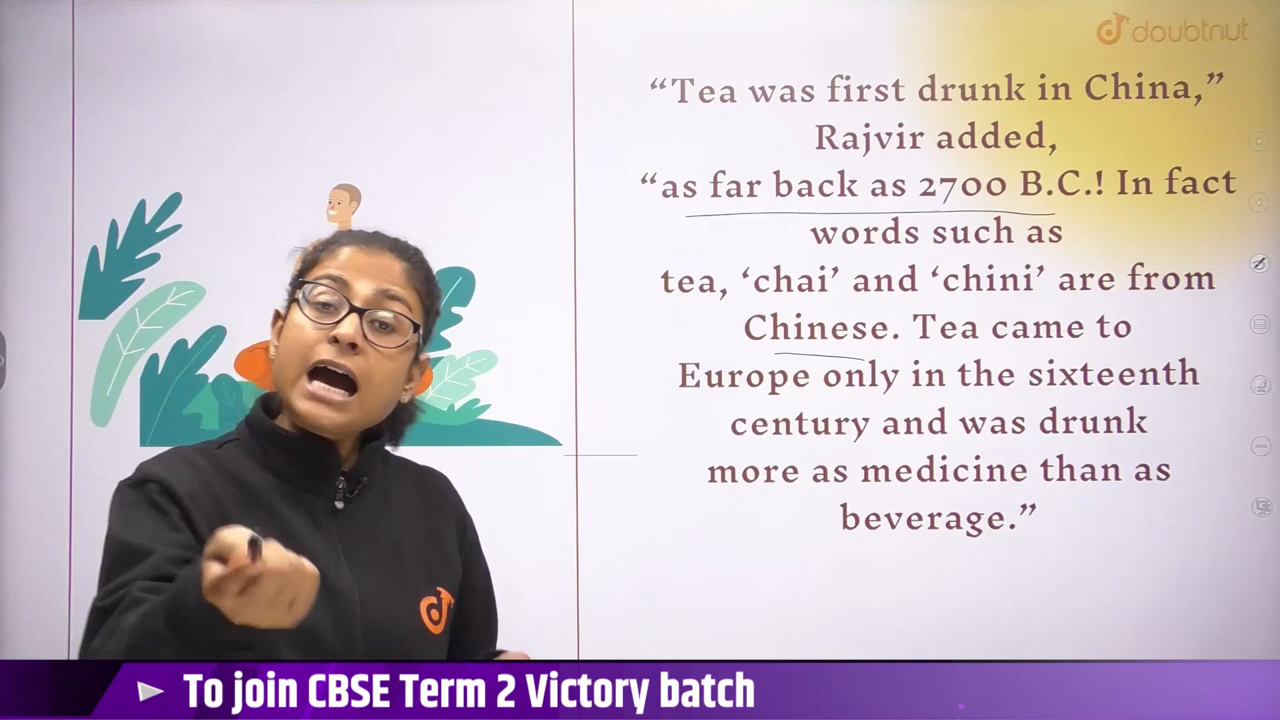 doubtnut
“Tea was first drunk in China,”
Rajvir added,
“as far back as 2700 B.C.! In fact
words such as
tea, ‘chai’ and ‘chini’ are from
Chinese. Tea came to
Europe only in the sixteenth
century and was drunk
more as medicine than as
beverage.”
To join CBSE Term 2 Victory batch